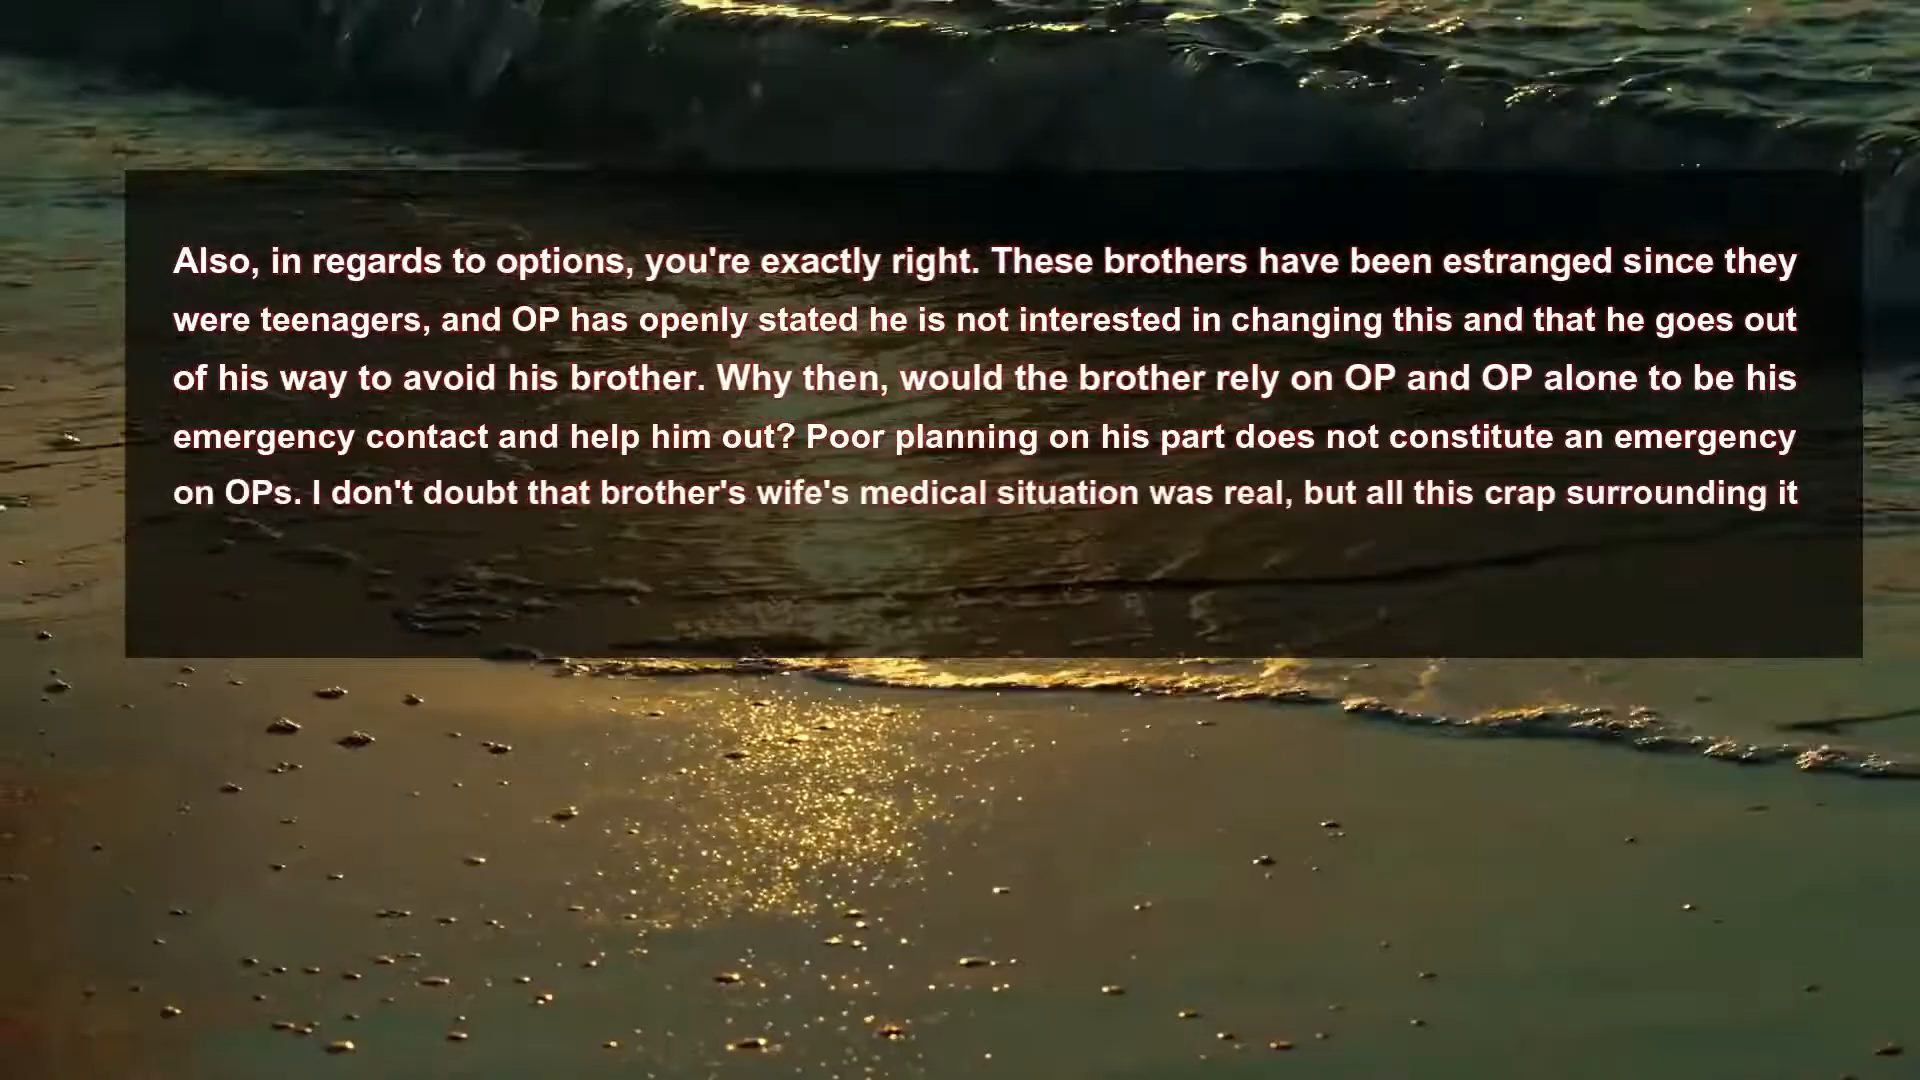 Also, in regards to options, you're exactly right. These brothers have been estranged since they
were teenagers, and OP has openly stated he is not interested in changing this and that he goes out
of his way to avoid his brother. Why then, would the brother rely on OP and OP alone to be his
emergency contact and help him out? Poor planning on his part does not constitute an emergency
on OPs. I don't doubt that brother's wife's medical situation was real, but all this crap surrounding it